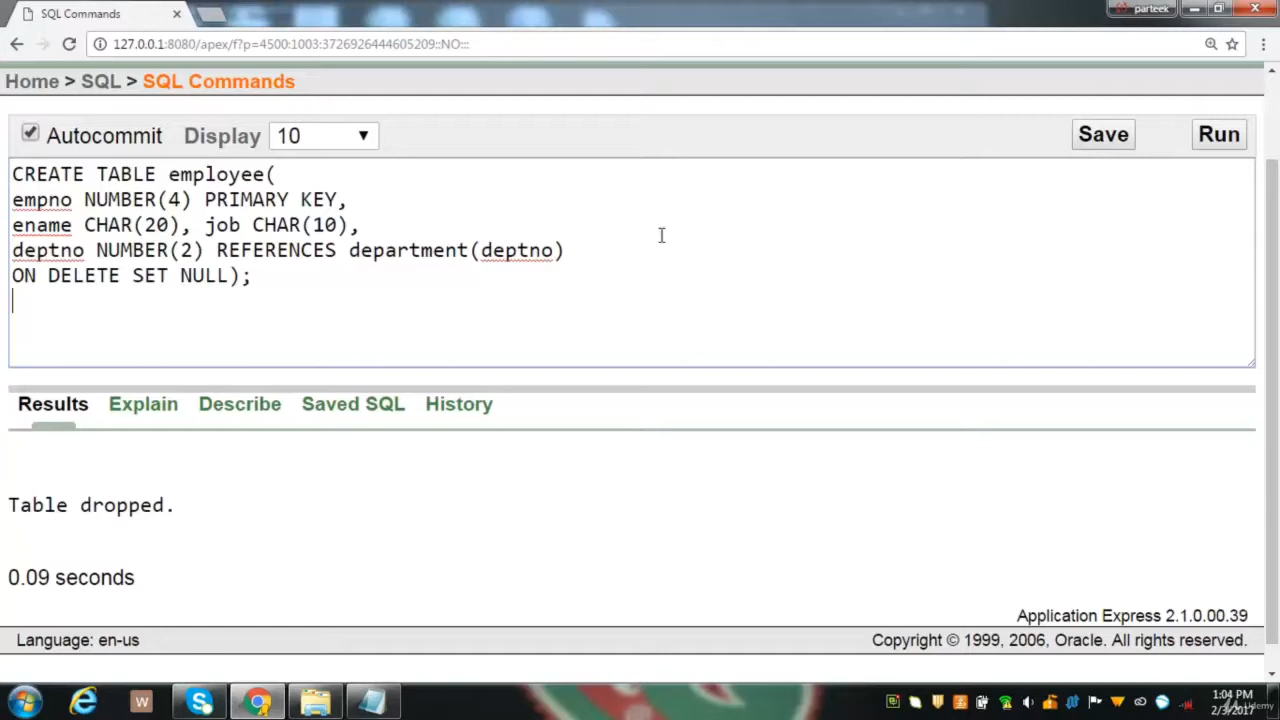 SQL Commands
parteek
127.0.0.1:8080/apex/f?p=4500:1003:3726926444605209::NO:::
Home > SQL > SQL Commands
Autocommit Display 10 Save Run
CREATE TABLE employee(
empno NUMBER(4) PRIMARY KEY,
ename CHAR(20), job CHAR(10),
deptno NUMBER(2) REFERENCES department(deptno)
ON DELETE SET NULL);
Results Explain Describe Saved SQL History
Table dropped.
0.09 seconds
Application Express 2.1.0.00.39
Language: en-us Copyright © 1999, 2006, Oracle. All rights reserved.
W
1:04 PM
2/3/2017
Udemy